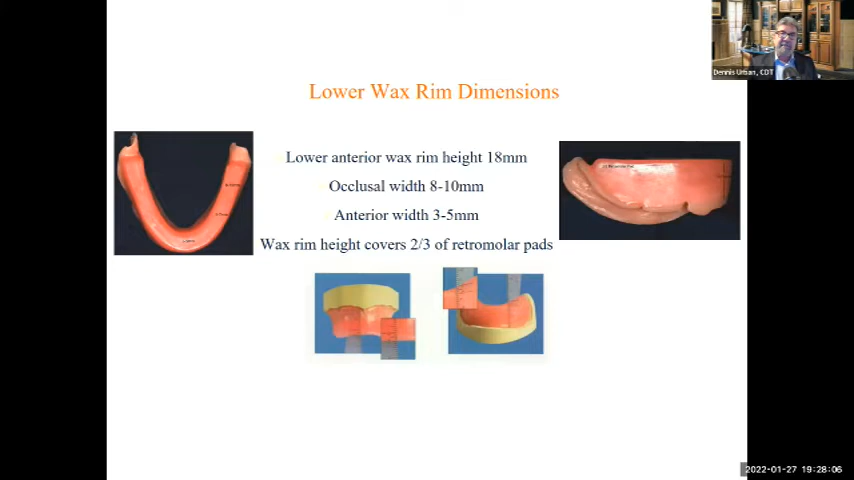 Dennis Urban, CDT
Lower Wax Rim Dimensions
Lower anterior wax rim height 18mm
Occlusal width 8-10mm
Anterior width 3-5mm
Wax rim height covers 2/3 of retromolar pads
2022-01-27 19:28:06